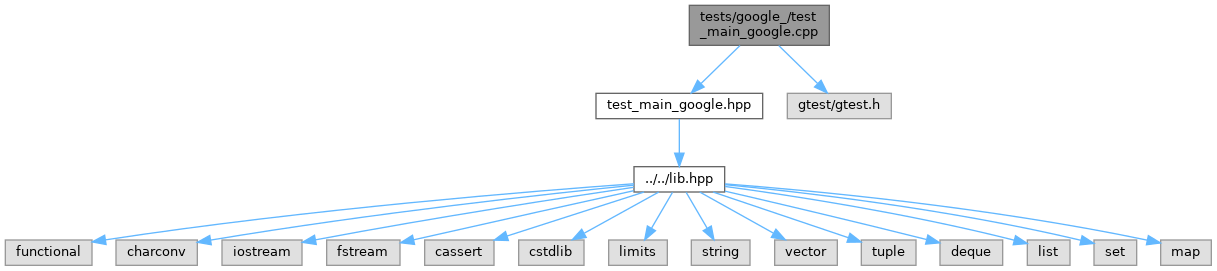 tests/google_/test
_main_google.cpp
test_main_google.hpp
gtest/gtest.h
../../lib.hpp
functional
charconv
iostream
fstream
cassert
cstdlib
limits
string
vector
tuple
deque
list
set
map